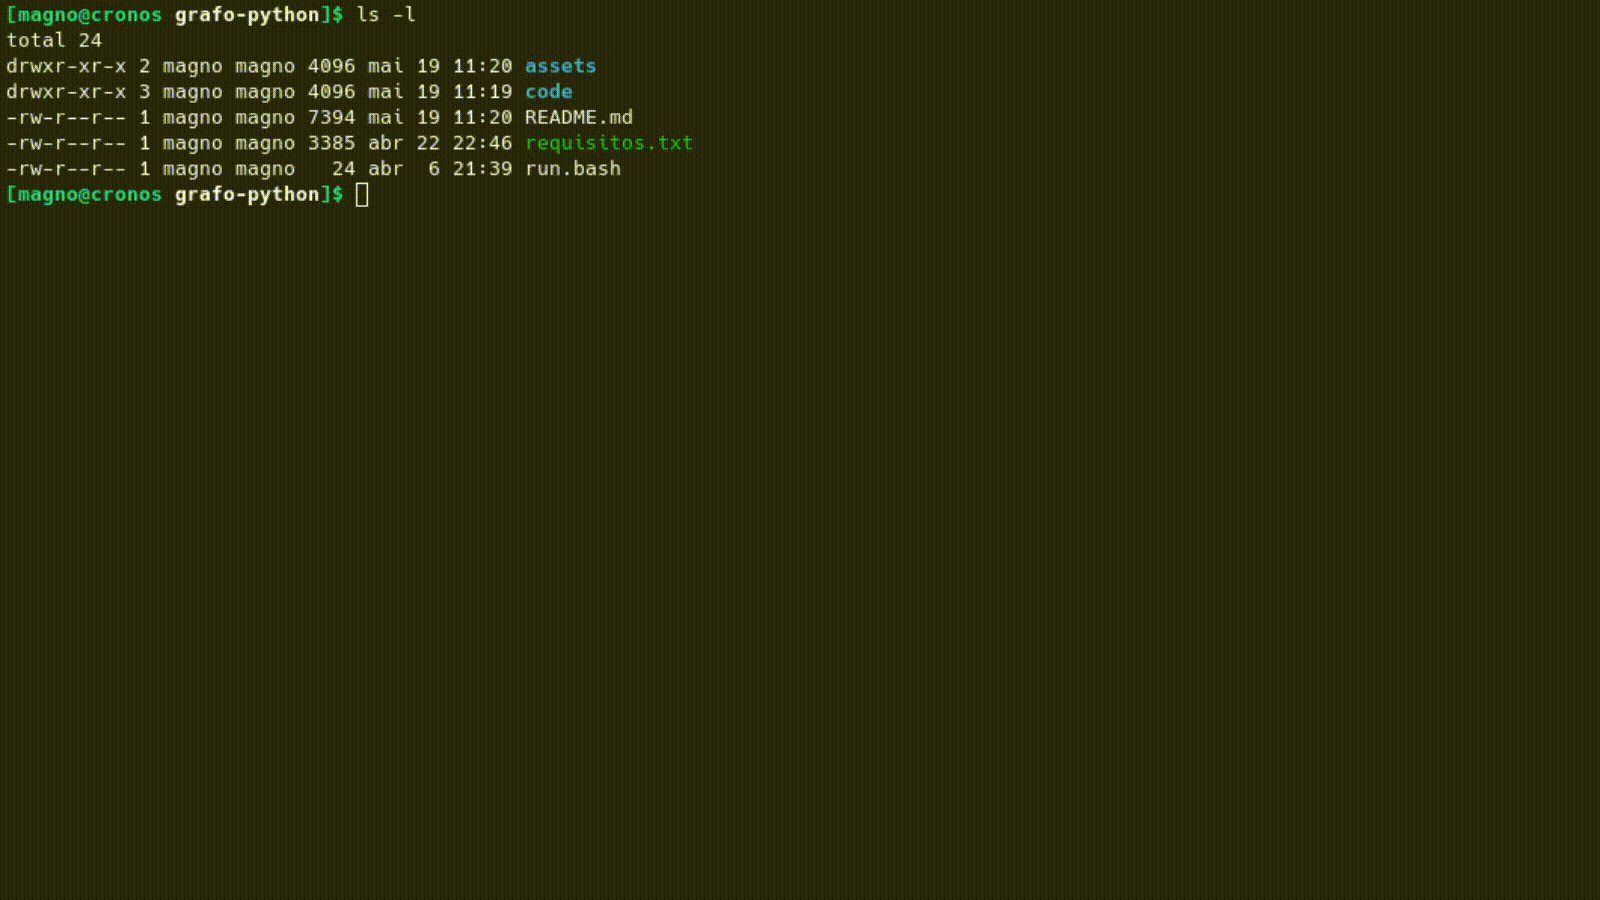 [magno@cronos grafo-python]$ ls -l
total 24
drwxr-xr-x 2 magno magno 4096 mai 19 11:20 assets
drwxr-xr-x 3 magno magno 4096 mai 19 11:19 code
-rw-r--r-- 1 magno magno 7394 mai 19 11:20 README.md
-rw-r--r-- 1 magno magno 3385 abr 22 22:46 requisitos.txt
-rw-r--r-- 1 magno magno   24 abr  6 21:39 run.bash
[magno@cronos grafo-python]$